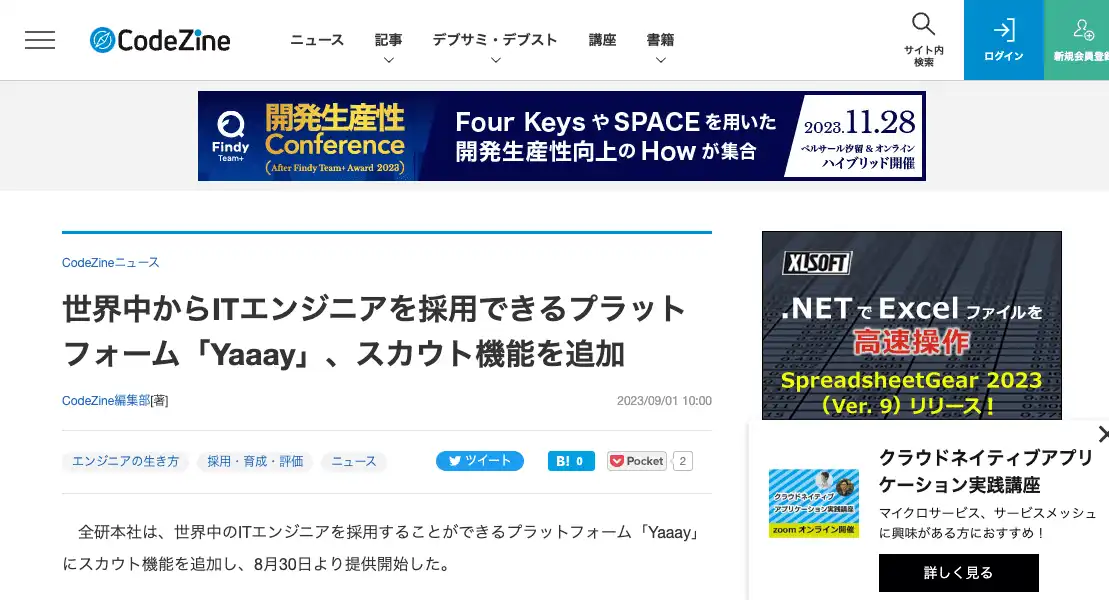 CodeZine
ニュース
記事
デブサミ・デブスト
講座
書籍
サイト内
検索
ログイン
新規会員登録
Findy
Team+
開発生産性
Conference
(After Findy Team+ Award 2023)
Four Keys や SPACE を用いた
開発生産性向上の How が集合
2023.11.28
ベルサール汐留 & オンライン
ハイブリッド開催
CodeZineニュース
世界中からITエンジニアを採用できるプラット
フォーム「Yaaay」、スカウト機能を追加
CodeZine編集部[著]
2023/09/01 10:00
エンジニアの生き方
採用・育成・評価
ニュース
ツイート
B! 0
Pocket
2
全研本社は、世界中のITエンジニアを採用することができるプラットフォーム「Yaaay」
にスカウト機能を追加し、8月30日より提供開始した。
XLSOFT
.NET で Excel ファイルを
高速操作
SpreadsheetGear 2023
(Ver. 9) リリース！
クラウドネイティブ
アプリケーション実践講座
zoom オンライン開催
クラウドネイティブアプリ
ケーション実践講座
マイクロサービス、サービスメッシュ
に興味がある方におすすめ！
詳しく見る